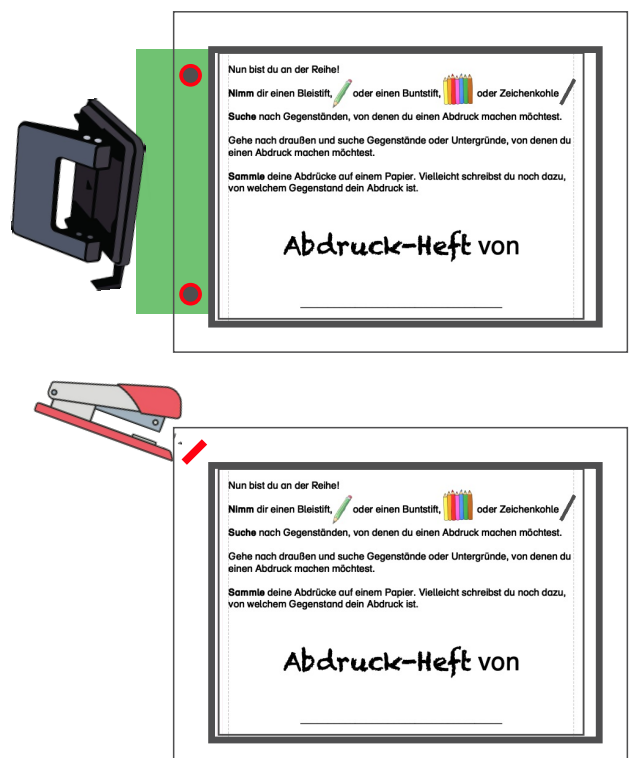 Nun bist du an der Reihe!
Nimm dir einen Bleistift, oder einen Buntstift, oder Zeichenkohle
Suche nach Gegenständen, von denen du einen Abdruck machen möchtest.
Gehe nach draußen und suche Gegenstände oder Untergründe, von denen du
einen Abdruck machen möchtest.
Sammle deine Abdrücke auf einem Papier. Vielleicht schreibst du noch dazu,
von welchem Gegenstand dein Abdruck ist.
Abdruck-Heft von
Nun bist du an der Reihe!
Nimm dir einen Bleistift, oder einen Buntstift, oder Zeichenkohle
Suche nach Gegenständen, von denen du einen Abdruck machen möchtest.
Gehe nach draußen und suche Gegenstände oder Untergründe, von denen du
einen Abdruck machen möchtest.
Sammle deine Abdrücke auf einem Papier. Vielleicht schreibst du noch dazu,
von welchem Gegenstand dein Abdruck ist.
Abdruck-Heft von